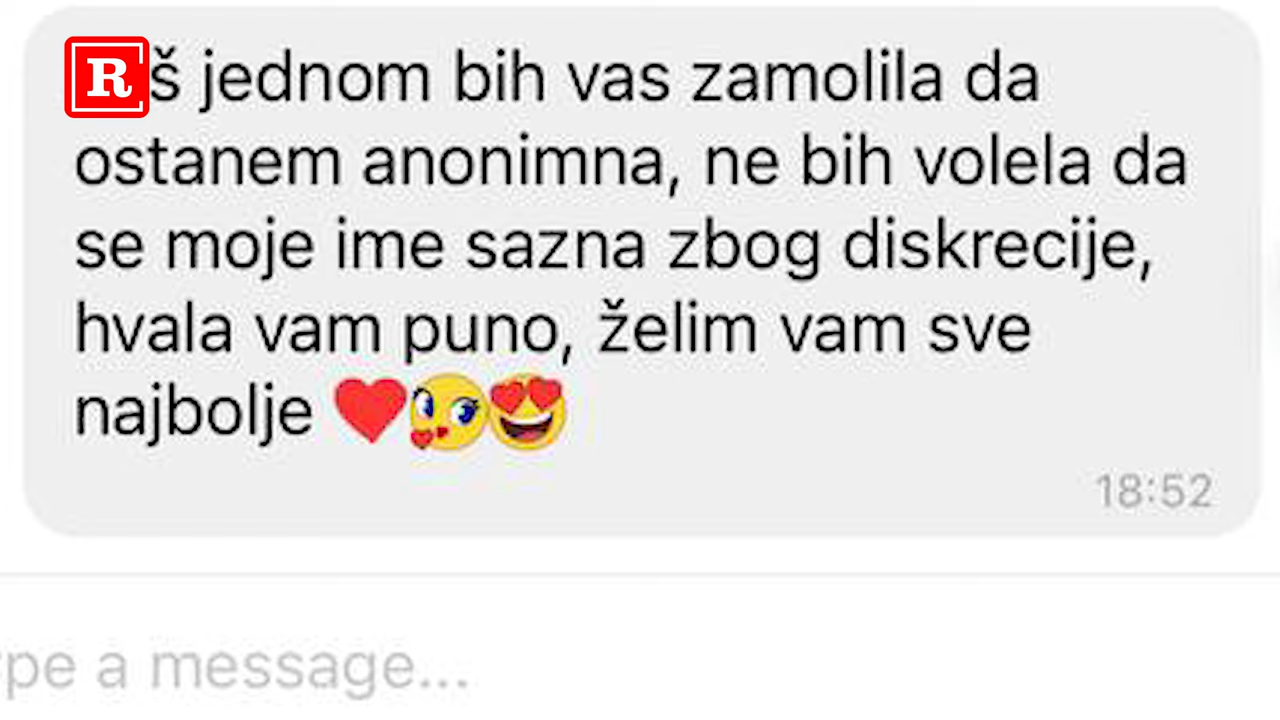 R
š jednom bih vas zamolila da
ostanem anonimna, ne bih volela da
se moje ime sazna zbog diskrecije,
hvala vam puno, želim vam sve
najbolje ❤️🥰😍
18:52
pe a message...